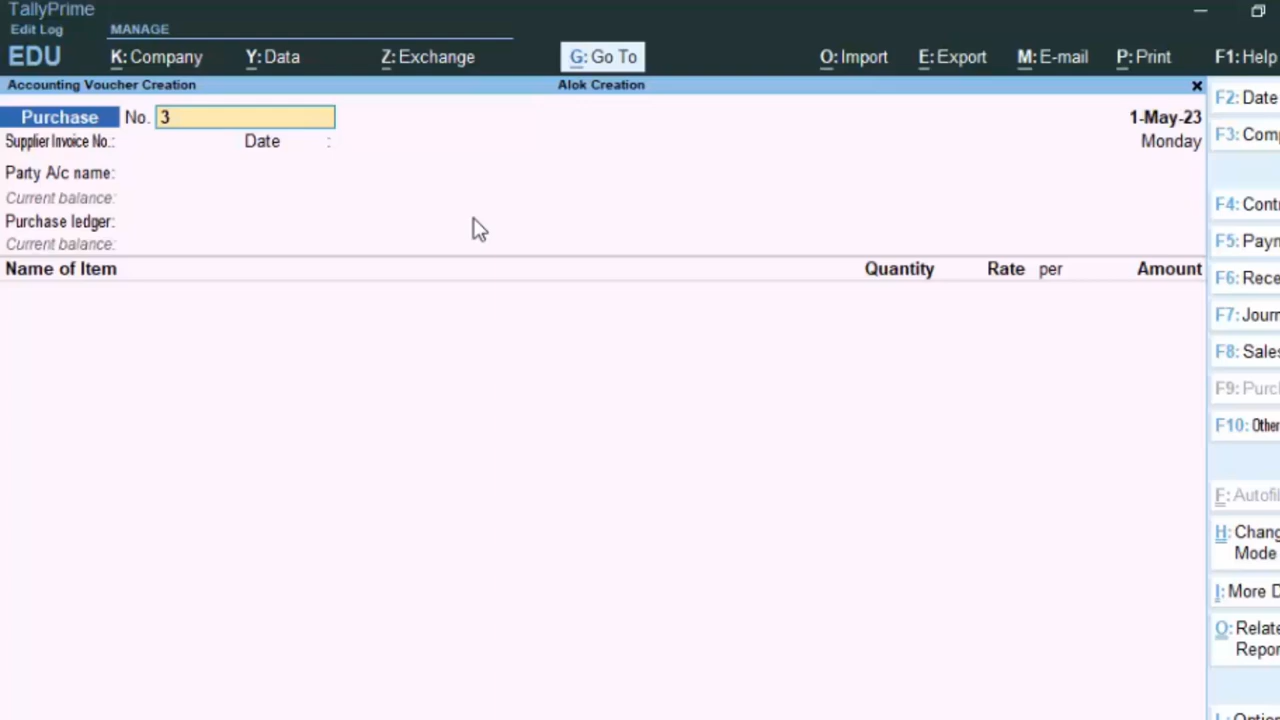 TallyPrime
Edit Log
MANAGE
EDU
K: Company
Y: Data
Z: Exchange
G: Go To
O: Import
E: Export
M: E-mail
P: Print
F1: Help
Accounting Voucher Creation
Alok Creation
F2: Date
Purchase No. 3
1-May-23
Supplier Invoice No.: Date :
Monday
F3: Comp
Party A/c name:
Current balance:
F4: Contr
Purchase ledger:
Current balance:
F5: Paym
Name of Item Quantity Rate per Amount
F6: Rece
F7: Journ
F8: Sales
F9: Purch
F10: Other
F: Autofil
H: Chang
Mode
I: More D
O: Relate
Repor
L: Option